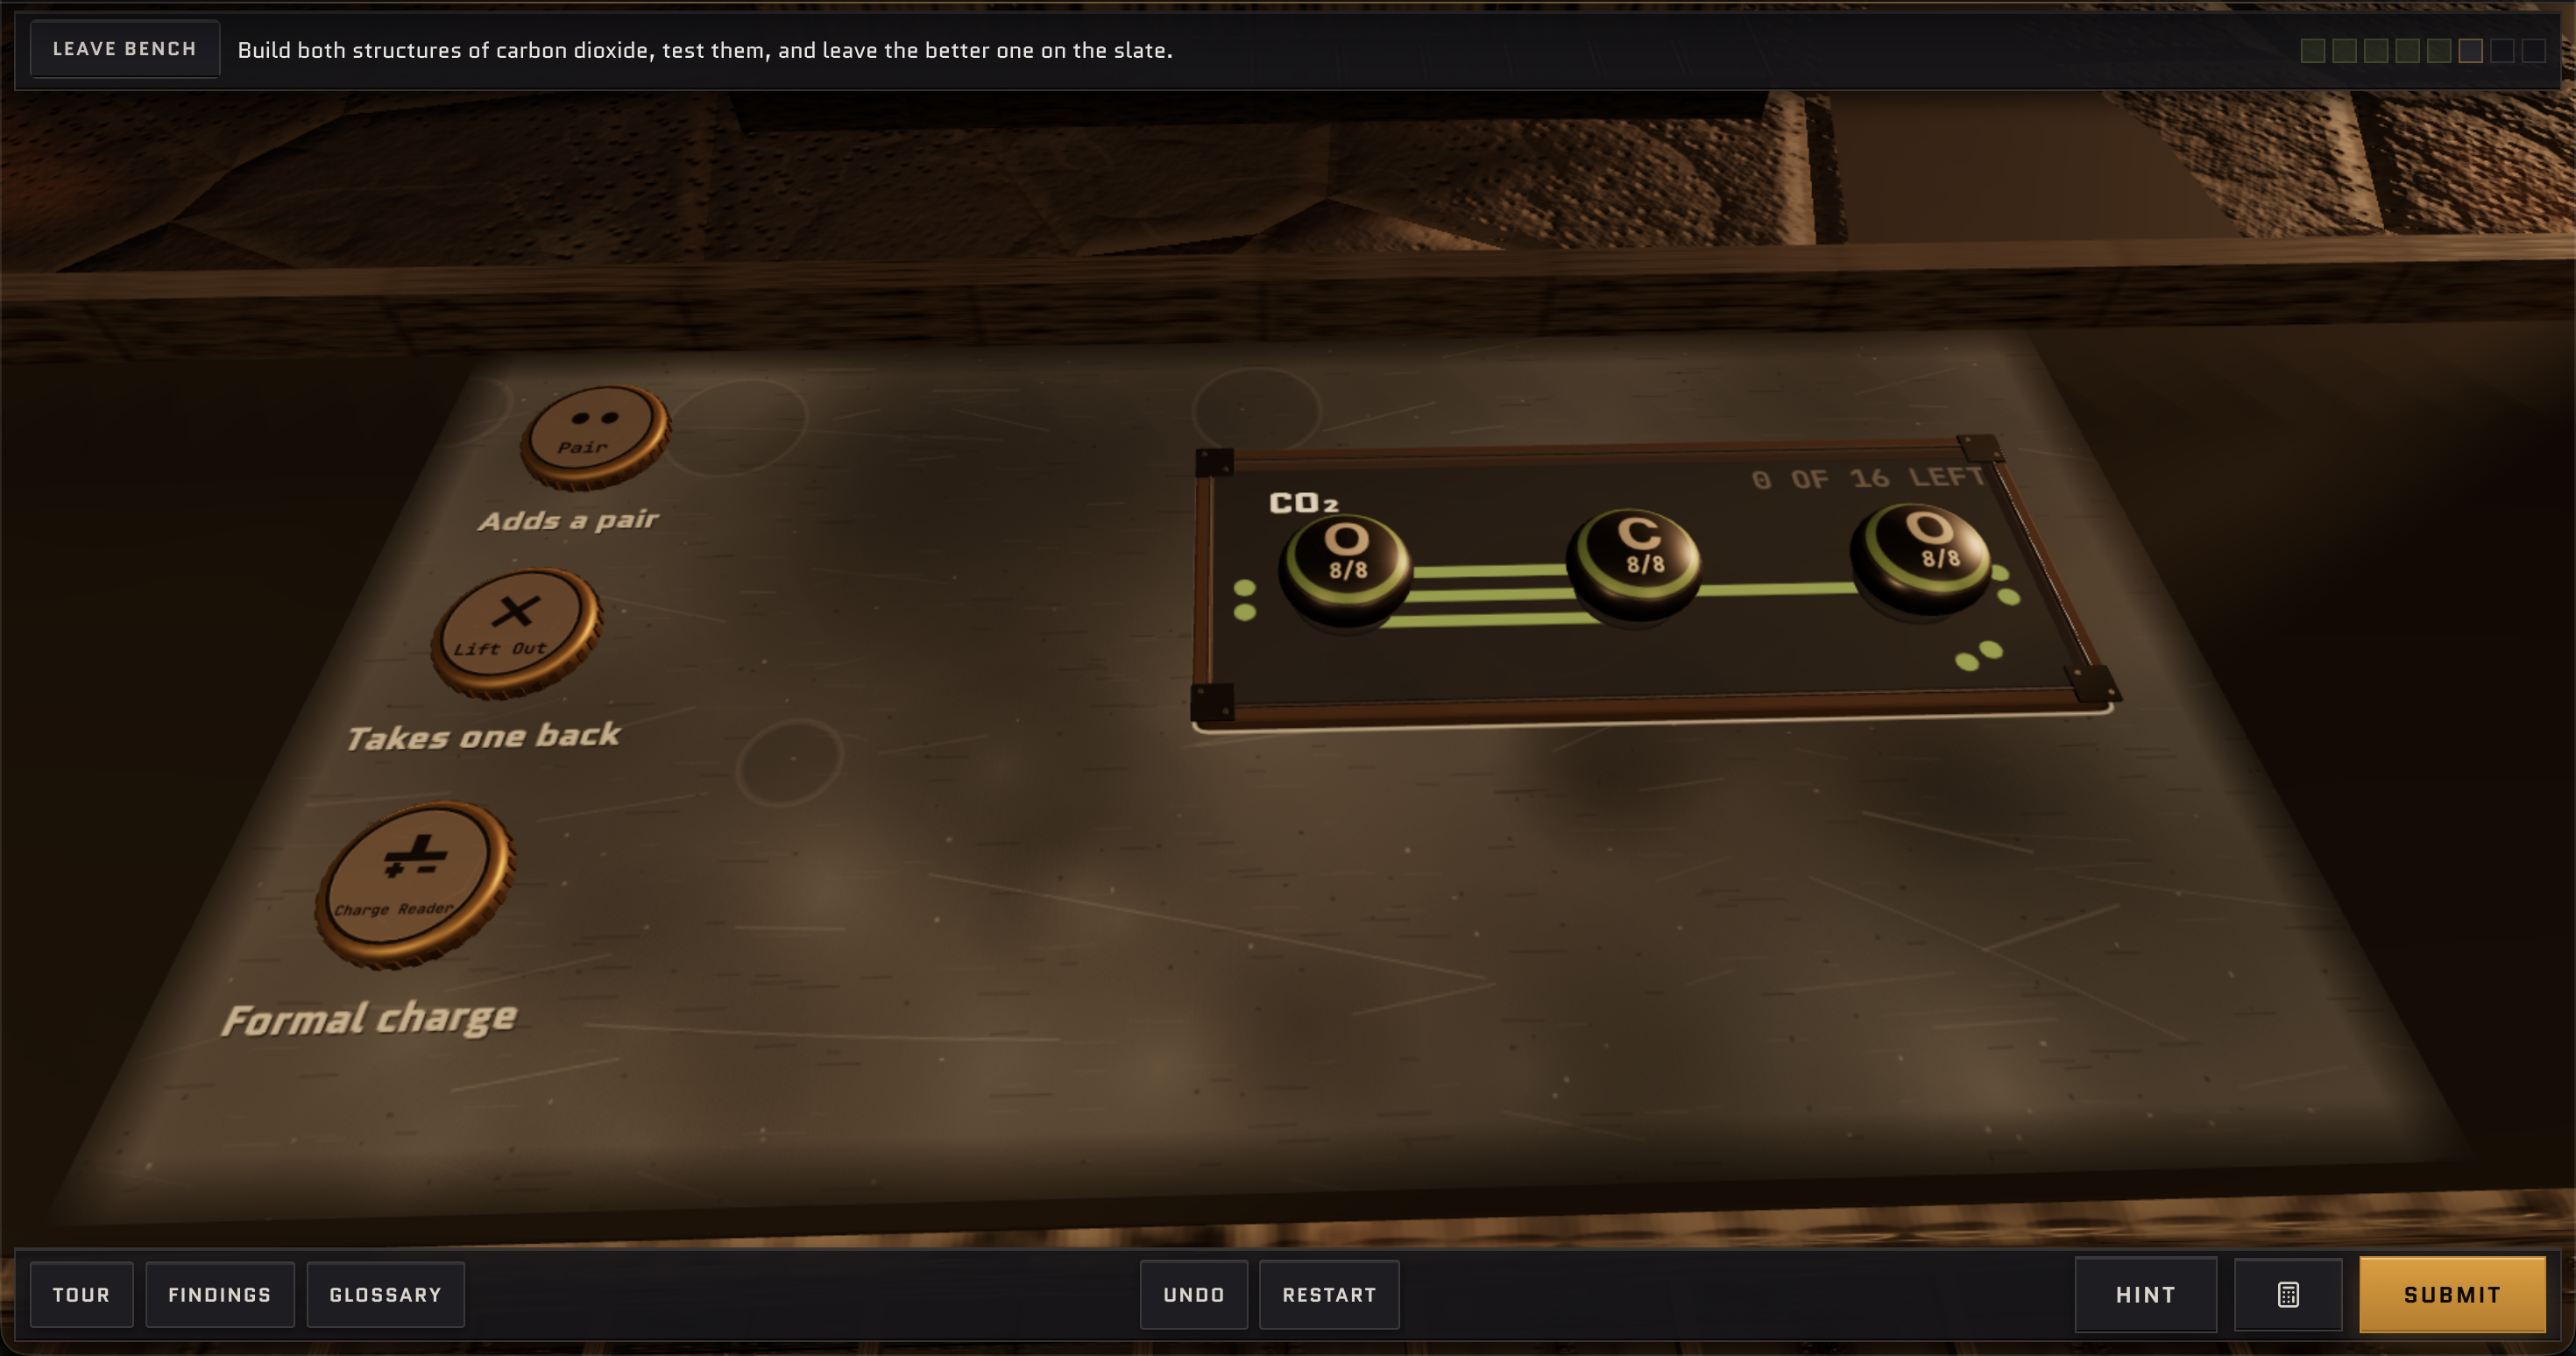 LEAVE BENCH
Build both structures of carbon dioxide, test them, and leave the better one on the slate.
Pair
Adds a pair
Lift Out
Takes one back
Charge Reader
Formal charge
0 OF 16 LEFT
CO₂
O
8/8
C
8/8
O
8/8
TOUR
FINDINGS
GLOSSARY
UNDO
RESTART
HINT
SUBMIT